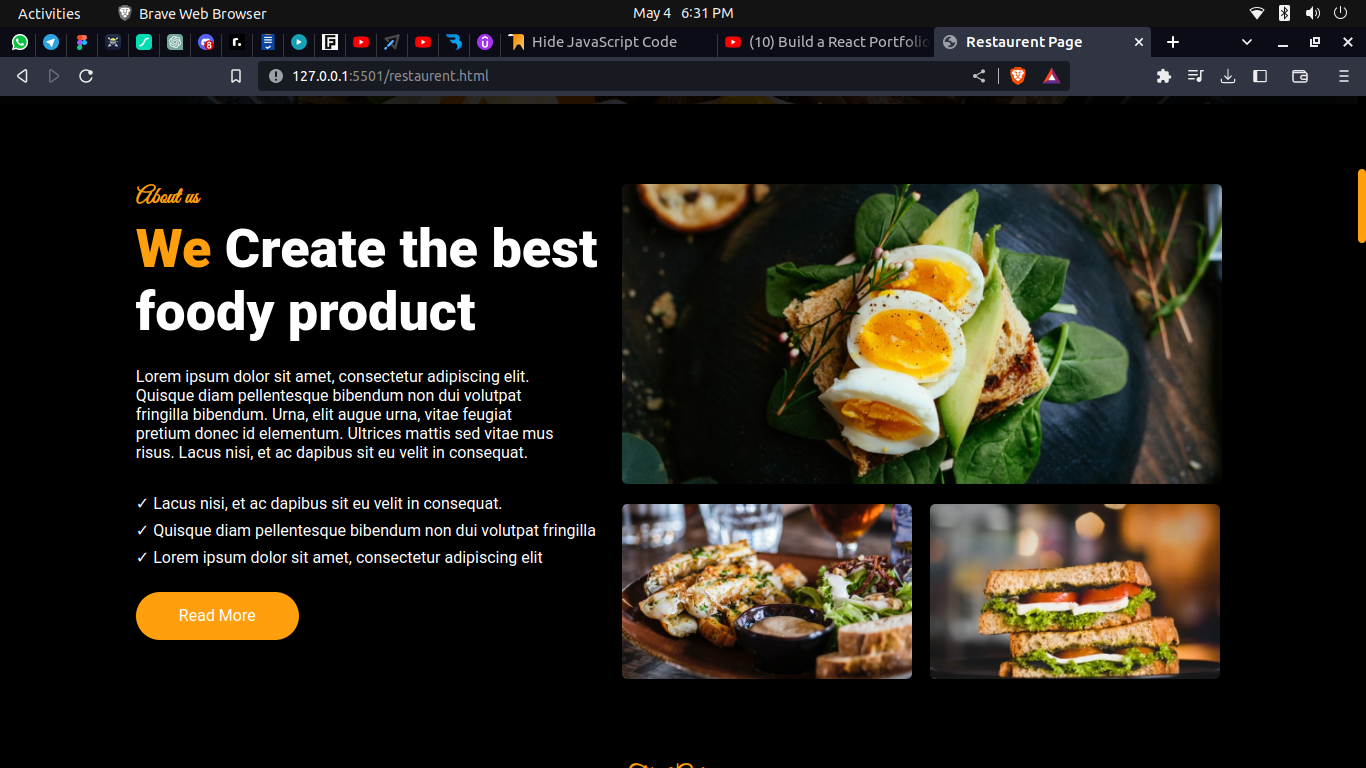 Activities
Brave Web Browser
May 4 6:31 PM
8
r.
F
Hide JavaScript Code
(10) Build a React Portfolio
Restaurent Page
127.0.0.1:5501/restaurent.html
About us
We Create the best
foody product
Lorem ipsum dolor sit amet, consectetur adipiscing elit.
Quisque diam pellentesque bibendum non dui volutpat
fringilla bibendum. Urna, elit augue urna, vitae feugiat
pretium donec id elementum. Ultrices mattis sed vitae mus
risus. Lacus nisi, et ac dapibus sit eu velit in consequat.
✓ Lacus nisi, et ac dapibus sit eu velit in consequat.
✓ Quisque diam pellentesque bibendum non dui volutpat fringilla
✓ Lorem ipsum dolor sit amet, consectetur adipiscing elit
Read More